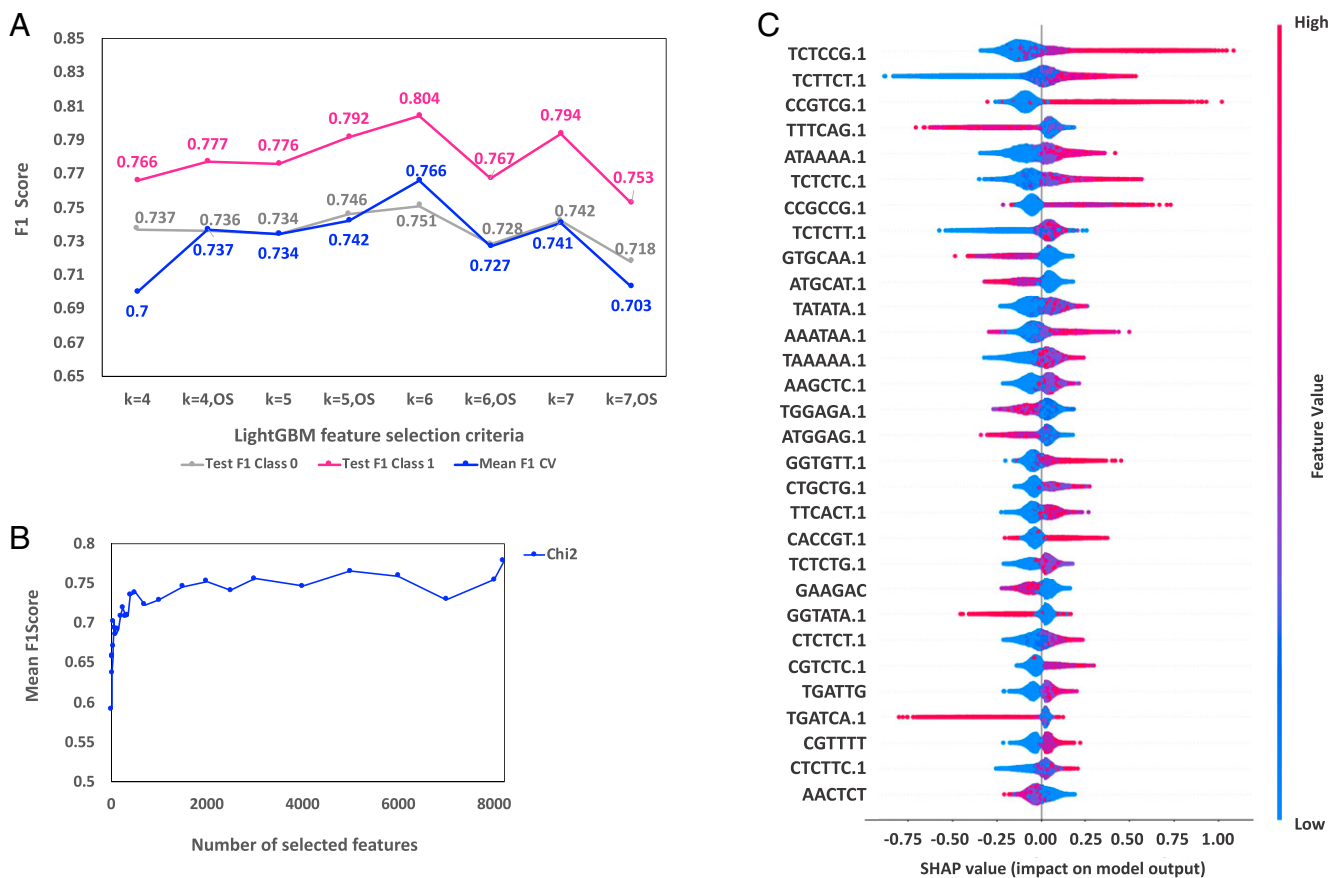 A
0.85
0.83
0.81
0.79
0.77
0.75
0.73
0.71
0.69
0.67
0.65
F1 Score
0.766
0.777
0.776
0.792
0.804
0.767
0.794
0.753
0.737
0.736
0.734
0.746
0.751
0.728
0.742
0.718
0.7
0.737
0.734
0.742
0.766
0.727
0.741
0.703
k=4 k=4,OS k=5 k=5,OS k=6 k=6,OS k=7 k=7,OS
LightGBM feature selection criteria
Test F1 Class 0 Test F1 Class 1 Mean F1 CV
B
0.8
0.75
0.7
0.65
0.6
0.55
0.5
Mean F1Score
Chi2
0 2000 4000 6000 8000
Number of selected features
C
TCTCCG.1
TCTTCT.1
CCGTCG.1
TTTCAG.1
ATAAAA.1
TCTCTC.1
CCGCCG.1
TCTCTT.1
GTGCAA.1
ATGCAT.1
TATATA.1
AAATAA.1
TAAAAA.1
AAGCTC.1
TGGAGA.1
ATGGAG.1
GGTGTT.1
CTGCTG.1
TTCACT.1
CACCGT.1
TCTCTG.1
GAAGAC
GGTATA.1
CTCTCT.1
CGTCTC.1
TGATTG
TGATCA.1
CGTTTT
CTCTTC.1
AACTCT
-0.75 -0.50 -0.25 0.00 0.25 0.50 0.75 1.00
SHAP value (impact on model output)
High
Feature Value
Low